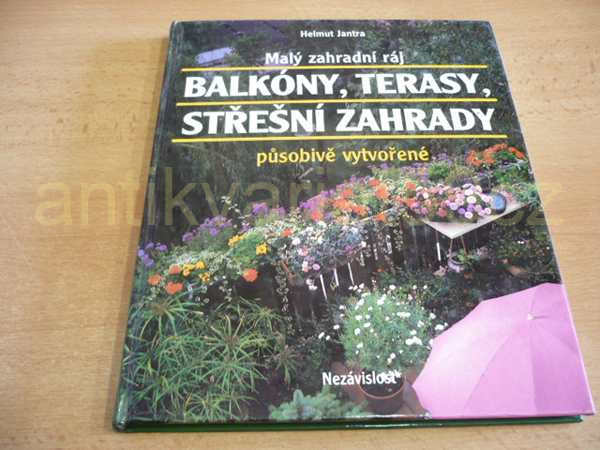 Helmut Jantra
Malý zahradní ráj
BALKÓNY, TERASY,
STŘEŠNÍ ZAHRADY
působivě vytvořené
Nezávislost